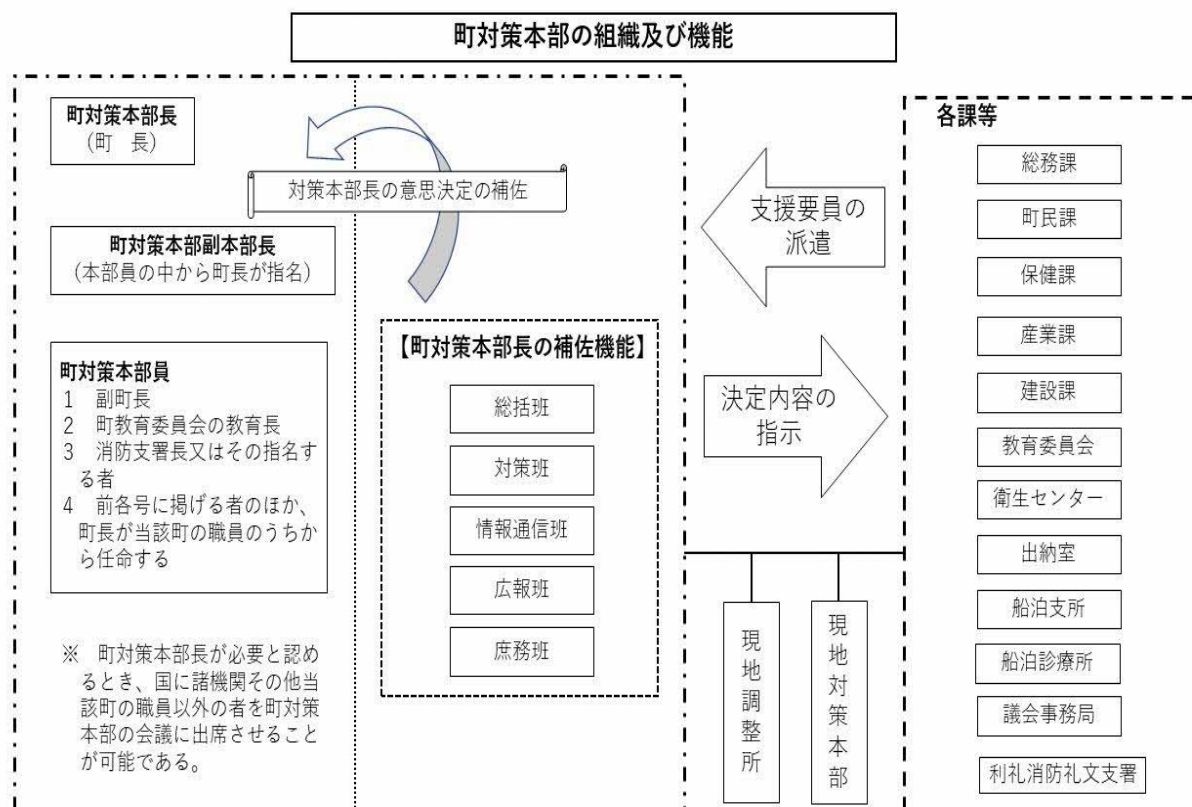 町対策本部の組織及び機能
町対策本部長
(町　長)
対策本部長の意思決定の補佐
町対策本部副本部長
(本部員の中から町長が指名)
町対策本部員
1　副町長
2　町教育委員会の教育長
3　消防支署長又はその指名す
る者
4　前各号に掲げる者のほか、
町長が当該町の職員のうちか
ら任命する
※　町対策本部長が必要と認め
るとき、国に諸機関その他当
該町の職員以外の者を町対策
本部の会議に出席させること
が可能である。
【町対策本部長の補佐機能】
総括班
対策班
情報通信班
広報班
庶務班
支援要員の
派遣
決定内容の
指示
現地調整所
現地対策本部
各課等
総務課
町民課
保健課
産業課
建設課
教育委員会
衛生センター
出納室
船泊支所
船泊診療所
議会事務局
利礼消防礼文支署